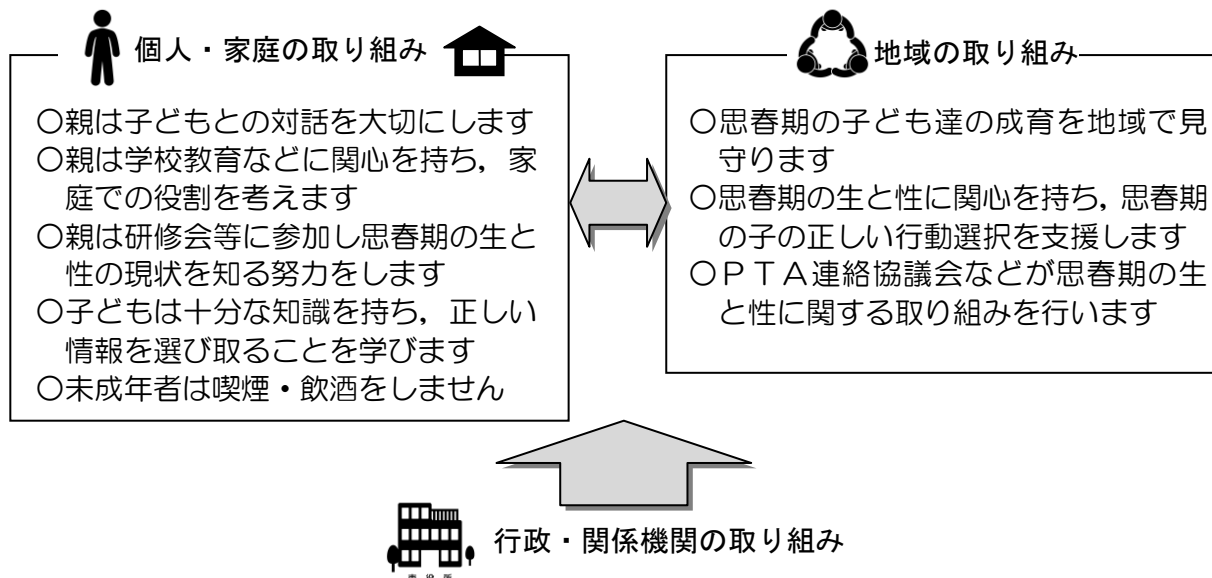 個人・家庭の取り組み
〇親は子どもとの対話を大切にします
〇親は学校教育などに関心を持ち，家
庭での役割を考えます
〇親は研修会等に参加し思春期の生と
性の現状を知る努力をします
〇子どもは十分な知識を持ち，正しい
情報を選び取ることを学びます
〇未成年者は喫煙・飲酒をしません
地域の取り組み
〇思春期の子ども達の成育を地域で見
守ります
〇思春期の生と性に関心を持ち，思春期
の子の正しい行動選択を支援します
〇ＰＴＡ連絡協議会などが思春期の生
と性に関する取り組みを行います
行政・関係機関の取り組み